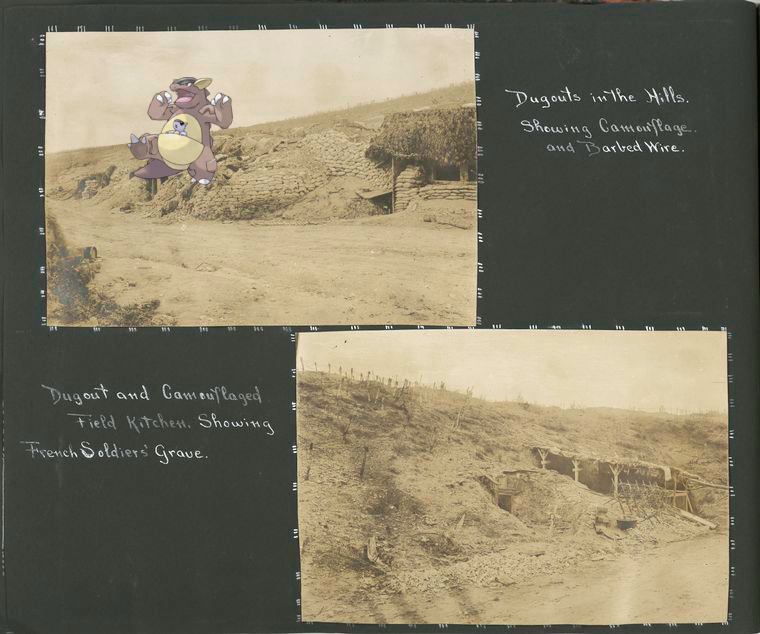 Dugouts in the Hills.
Showing Camouflage.
and Barbed Wire.
Dugout and Camouflaged
Field Kitchen. Showing
French Soldiers' Grave.